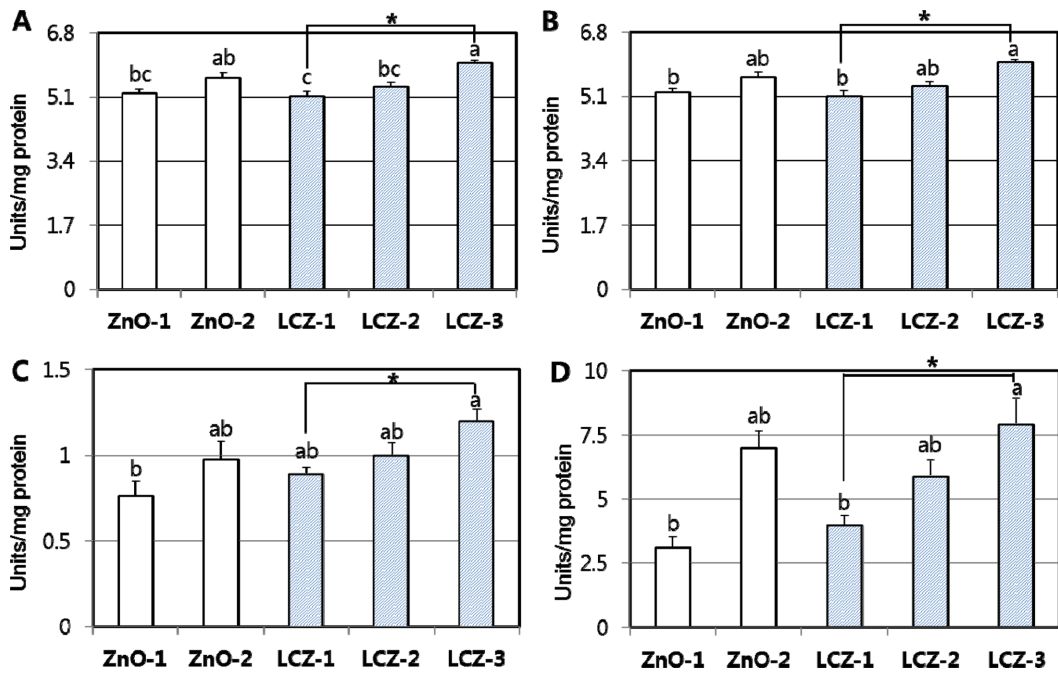 A
Units/mg protein
6.8
5.1
3.4
1.7
0
bc
ab
c
bc
a
*
ZnO-1 ZnO-2 LCZ-1 LCZ-2 LCZ-3
B
Units/mg protein
6.8
5.1
3.4
1.7
0
b
ab
b
ab
a
*
ZnO-1 ZnO-2 LCZ-1 LCZ-2 LCZ-3
C
Units/mg protein
1.5
1
0.5
0
b
ab
ab
ab
a
*
ZnO-1 ZnO-2 LCZ-1 LCZ-2 LCZ-3
D
Units/mg protein
10
7.5
5
2.5
0
b
ab
b
ab
a
*
ZnO-1 ZnO-2 LCZ-1 LCZ-2 LCZ-3